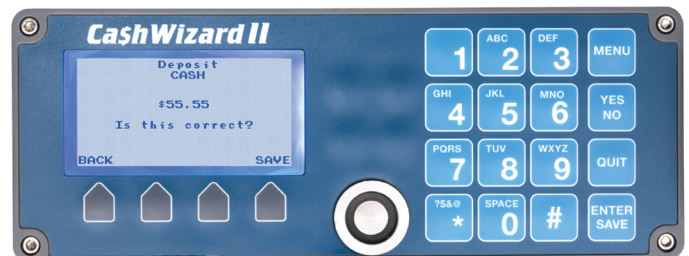 Ca$hWizard II
Deposit
CASH
$55.55
Is this correct?
BACK SAVE
1 ABC 2 DEF 3 MENU
GHI 4 JKL 5 MNO 6 YES NO
PQRS 7 TUV 8 WXYZ 9 QUIT
?$&@ * SPACE 0 # ENTER SAVE